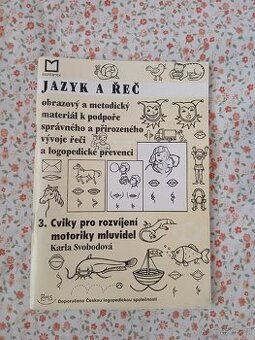 JAZYK A ŘEČ
obrazový a metodický
materiál k podpoře
správného a přirozeného
vývoje řeči
a logopedické prevenci
3. Cviky pro rozvíjení
motoriky mluvidel
Karla Svobodová
Doporučeno Českou logopedickou společností